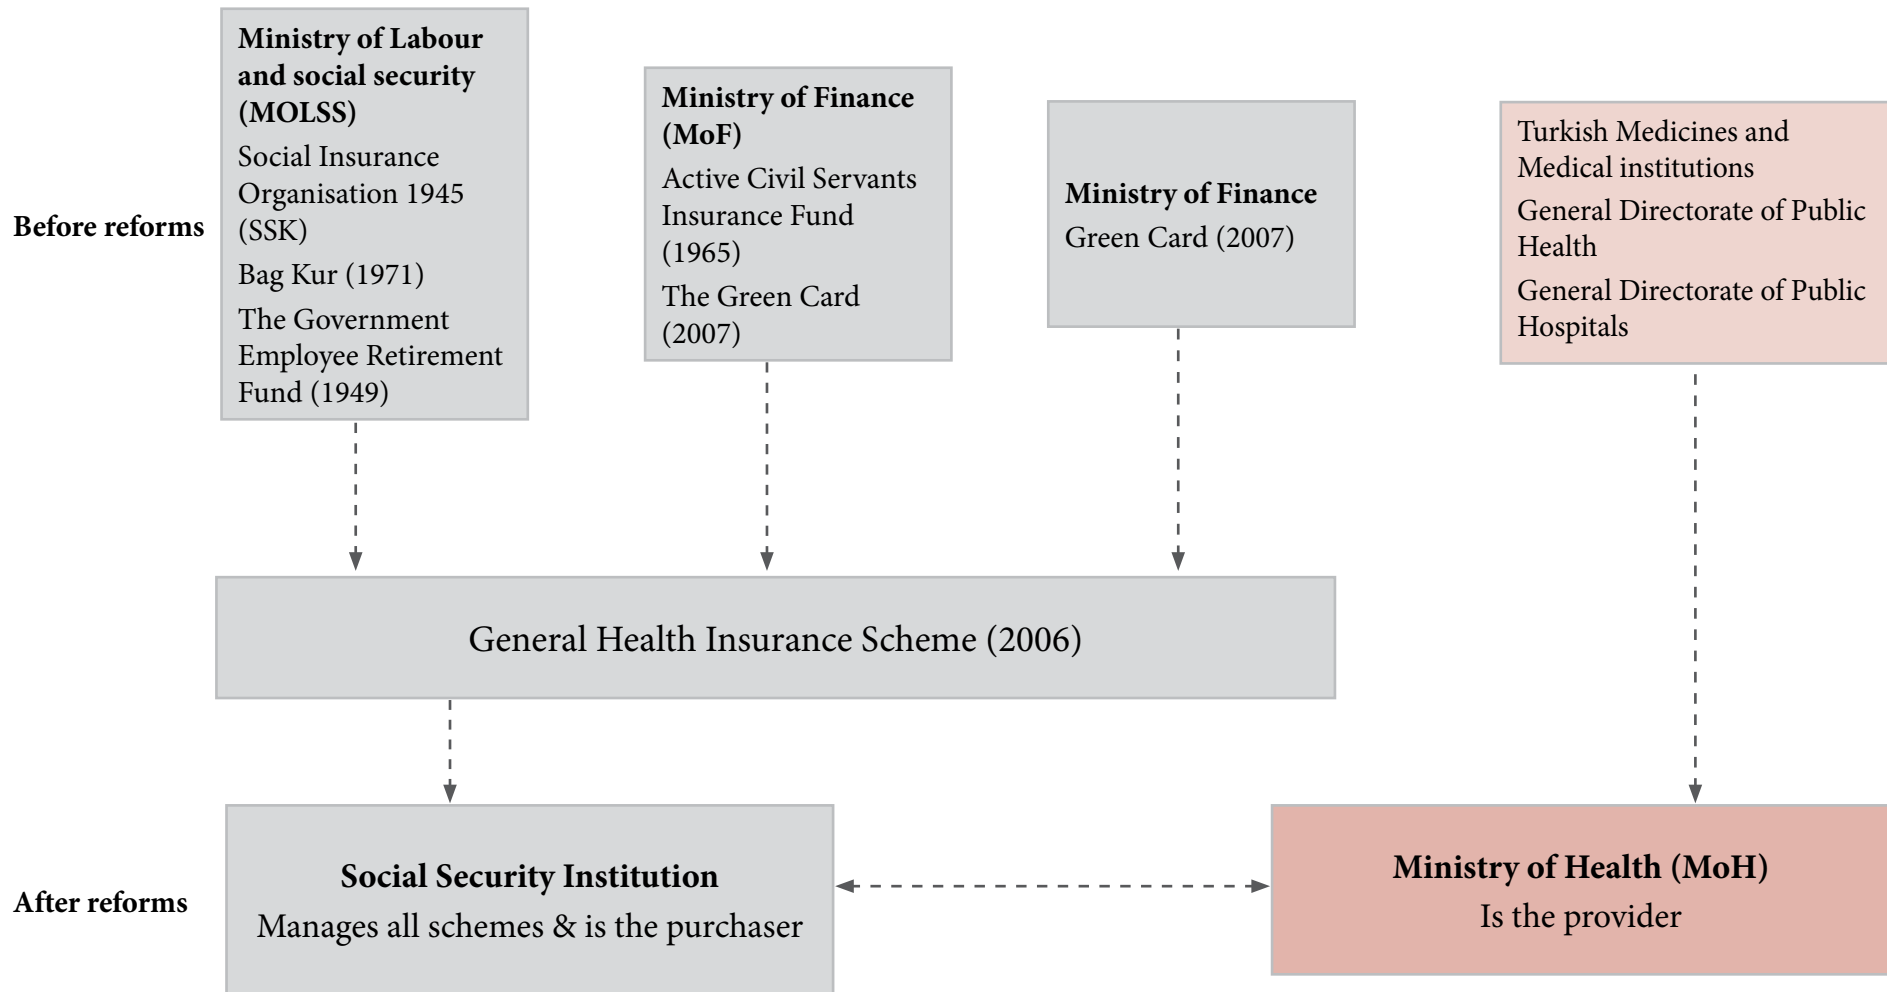 Before reforms
Ministry of Labour
and social security
(MOLSS)
Social Insurance
Organisation 1945
(SSK)
Bag Kur (1971)
The Government
Employee Retirement
Fund (1949)
Ministry of Finance
(MoF)
Active Civil Servants
Insurance Fund
(1965)
The Green Card
(2007)
Ministry of Finance
Green Card (2007)
Turkish Medicines and
Medical institutions
General Directorate of Public
Health
General Directorate of Public
Hospitals
General Health Insurance Scheme (2006)
After reforms
Social Security Institution
Manages all schemes & is the purchaser
Ministry of Health (MoH)
Is the provider